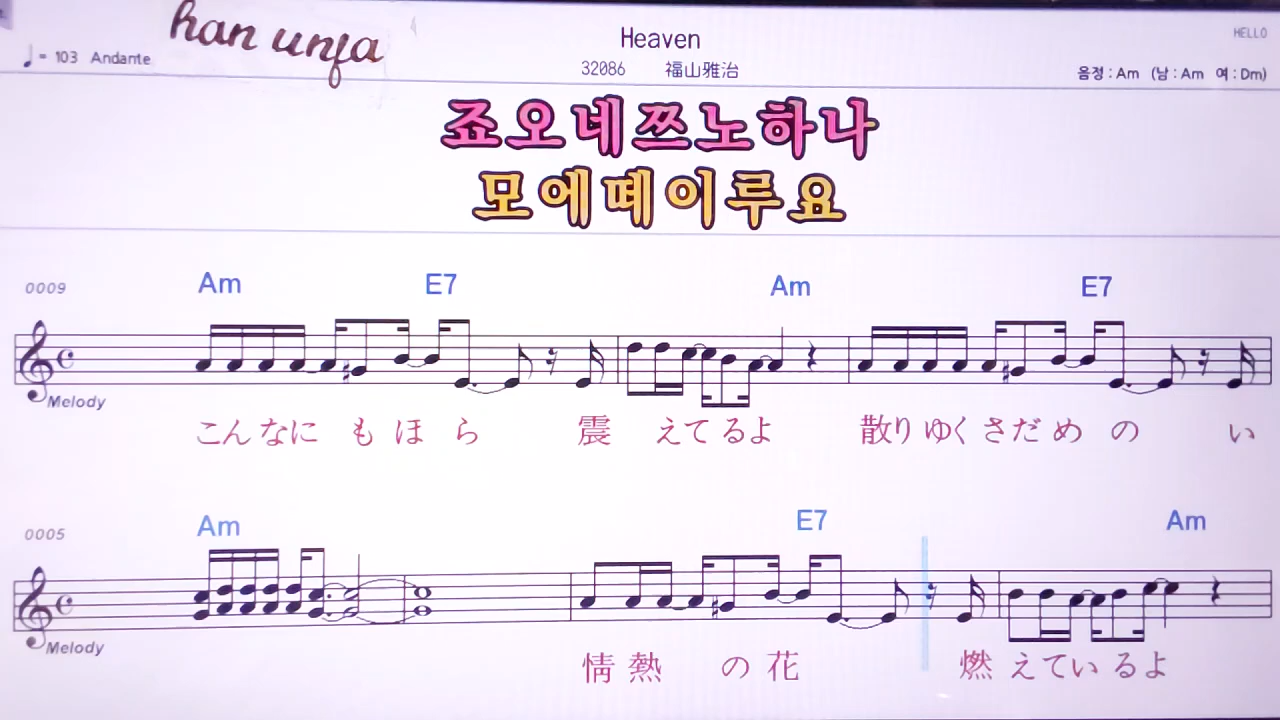 han unja
Heaven
HELLO
♩= 103 Andante
32086 福山雅治
음정 : Am (남 : Am 여 : Dm)
죠오네쯔노하나
모에떼이루요
0009 Am E7 Am E7
Melody
こんなに も ほ ら 震 えてるよ 散りゆくさだめ の い
0005 Am E7 Am
Melody
情 熱 の 花 燃 えているよ